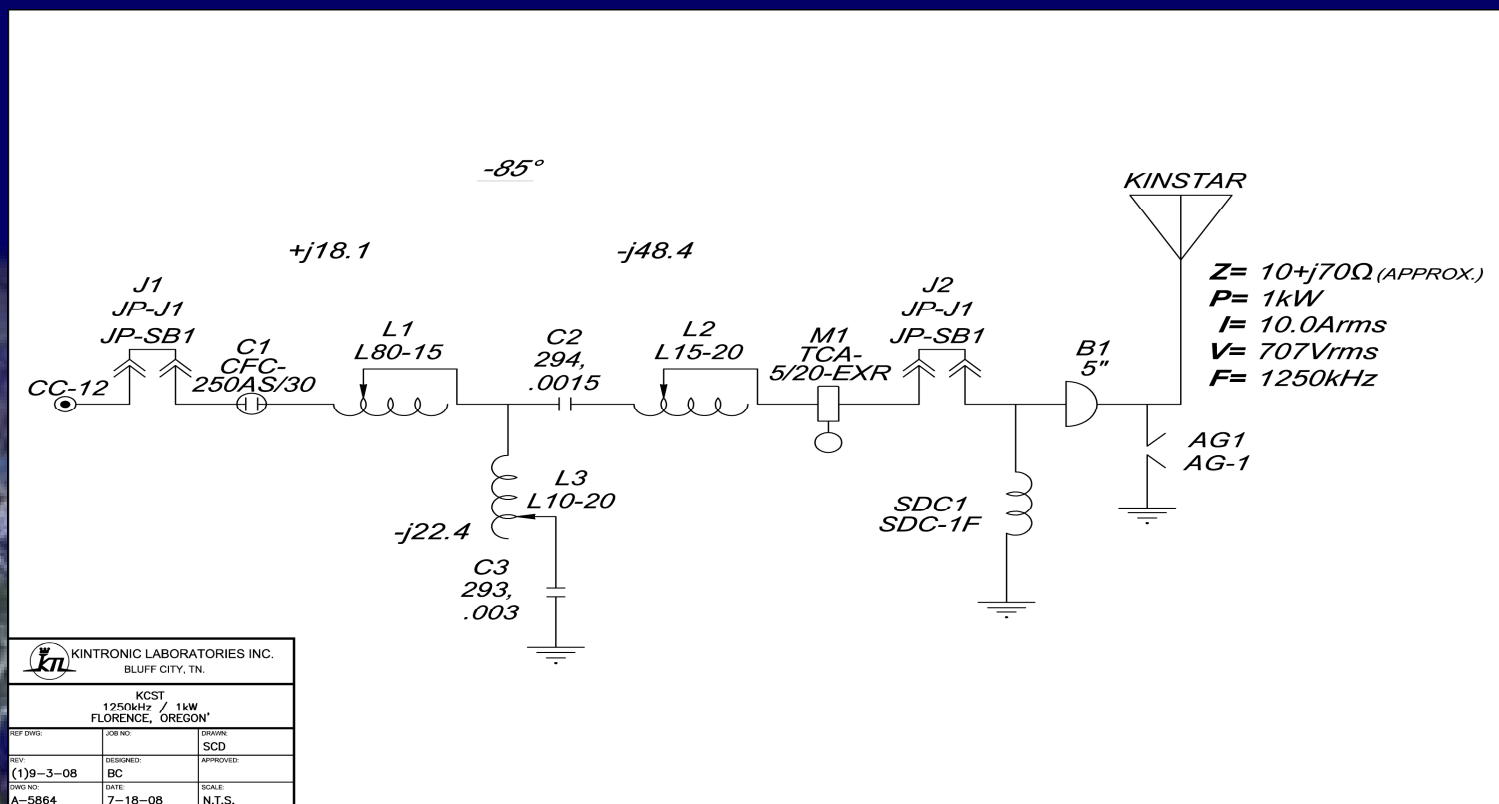 -85°
KINSTAR
+j18.1
-j48.4
Z= 10+j70Ω (APPROX.)
P= 1kW
I= 10.0Arms
V= 707Vrms
F= 1250kHz
J1
JP-J1
JP-SB1
CC-12
C1
CFC-
250AS/30
L1
L80-15
C2
294,
.0015
L2
L15-20
M1
TCA-
5/20-EXR
J2
JP-J1
JP-SB1
B1
5"
AG1
AG-1
L3
L10-20
-j22.4
C3
293,
.003
SDC1
SDC-1F
KTL
KINTRONIC LABORATORIES INC.
BLUFF CITY, TN.
KCST
1250kHz / 1kW
FLORENCE, OREGON'
REF DWG:
JOB NO:
DRAWN:
SCD
REV:
(1)9-3-08
DESIGNED:
BC
APPROVED:
DWG NO:
A-5864
DATE:
7-18-08
SCALE:
N.T.S.